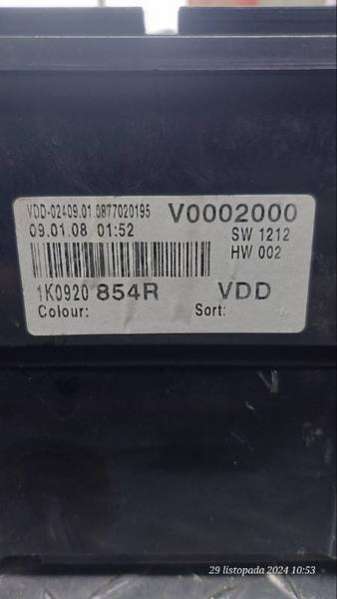 VDD-02409.01.0877020195 V0002000
09.01.08 01:52 SW 1212
HW 002
1K0920 854R VDD
Colour: Sort:
29 listopada 2024 10:53